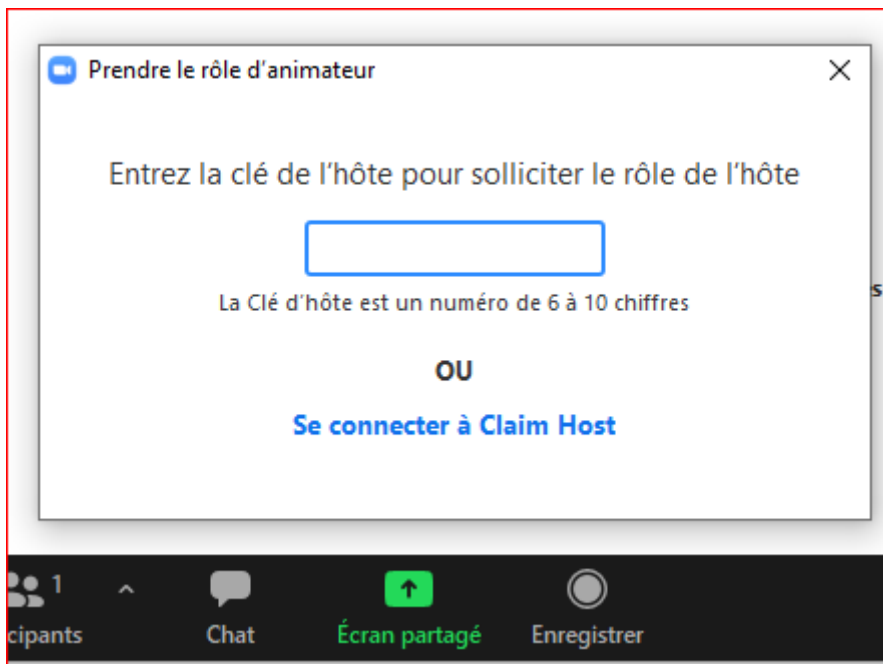 Prendre le rôle d'animateur
Entrez la clé de l'hôte pour solliciter le rôle de l'hôte
La Clé d'hôte est un numéro de 6 à 10 chiffres
OU
Se connecter à Claim Host
1
Chat
Écran partagé
Enregistrer